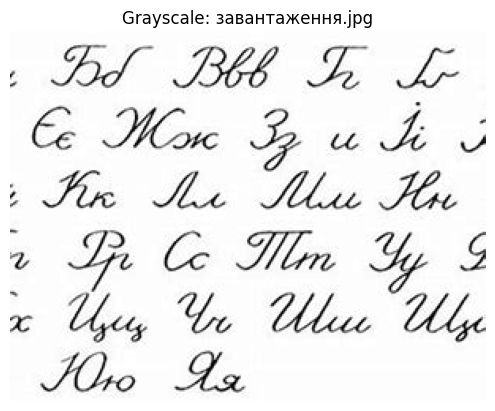 Grayscale: завантаження.jpg
Бб Ввв Гг Ґґ
Єє Жж Зз и Її
Кк Лл Мм Нн
Рр Сс Тт Уу
х Цц Чч Шш Щщ
Юю Яя